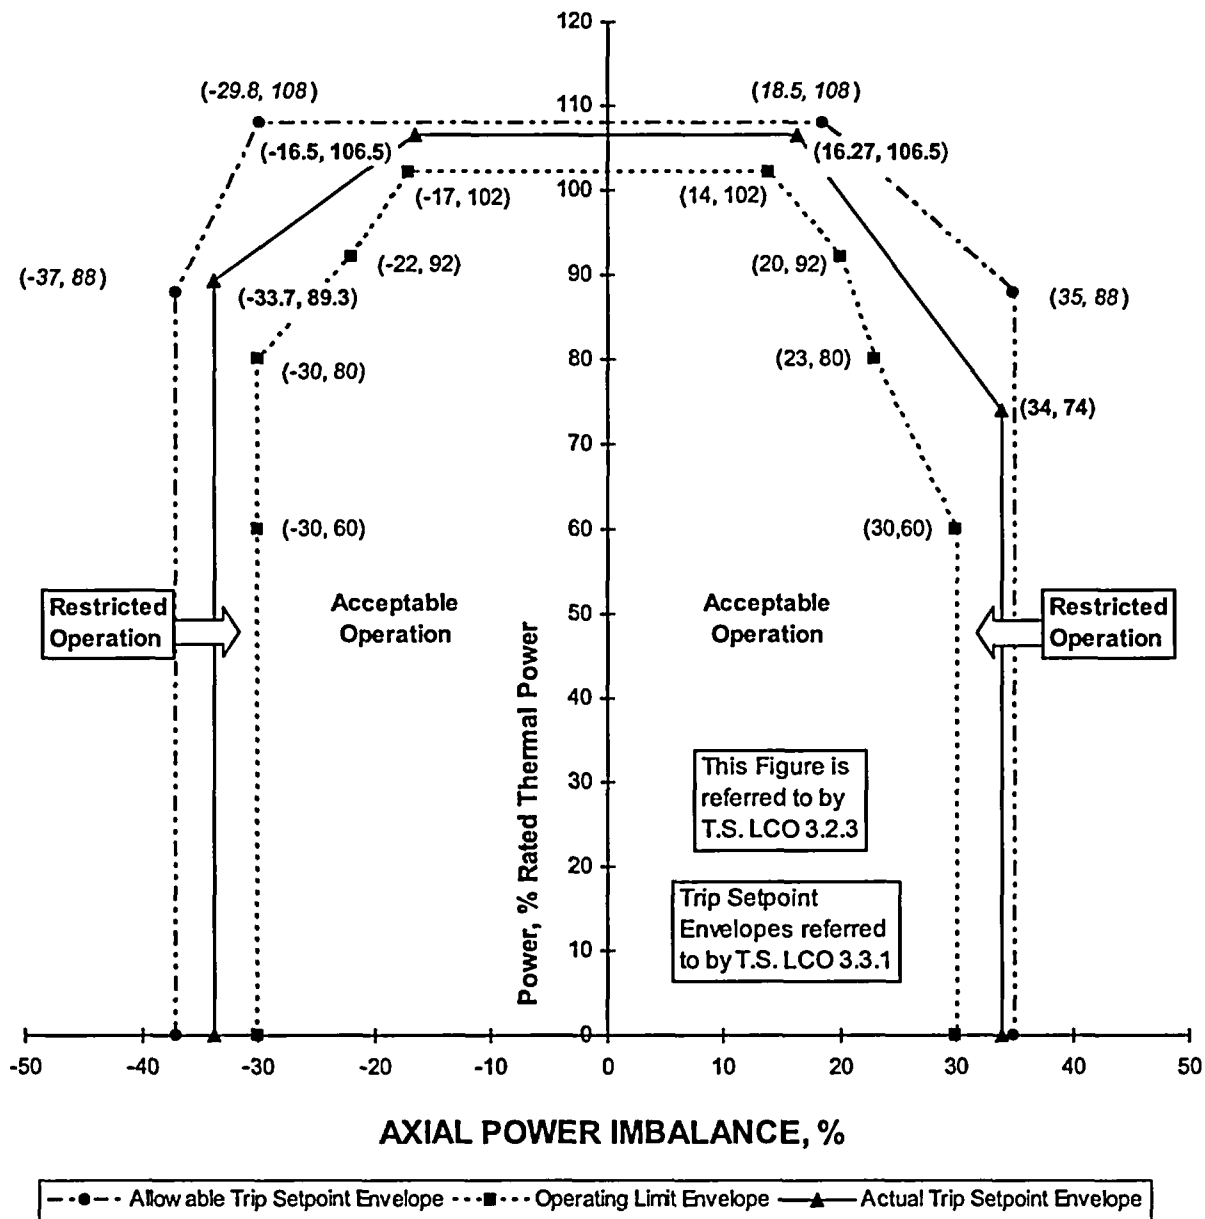 120
(-29.8, 108)
(18.5, 108)
110
(-16.5, 106.5)
(16.27, 106.5)
100
(-17, 102)
(14, 102)
90
(-37, 88)
(-22, 92)
(20, 92)
(-33.7, 89.3)
(35, 88)
80
(-30, 80)
(23, 80)
70
(34, 74)
60
(-30, 60)
(30,60)
50
Restricted
Operation
Acceptable
Operation
Acceptable
Operation
Restricted
Operation
40
30
20
10
0
Power, % Rated Thermal Power
This Figure is
referred to by
T.S. LCO 3.2.3
Trip Setpoint
Envelopes referred
to by T.S. LCO 3.3.1
-50 -40 -30 -20 -10 0 10 20 30 40 50
AXIAL POWER IMBALANCE, %
Allowable Trip Setpoint Envelope Operating Limit Envelope Actual Trip Setpoint Envelope